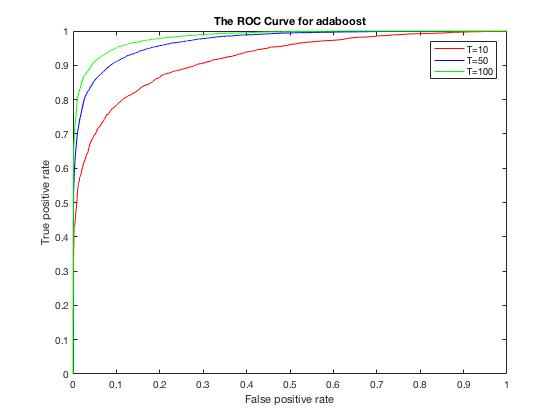 The ROC Curve for adaboost
T=10
T=50
T=100
True positive rate
1
0.9
0.8
0.7
0.6
0.5
0.4
0.3
0.2
0.1
0
0 0.1 0.2 0.3 0.4 0.5 0.6 0.7 0.8 0.9 1
False positive rate